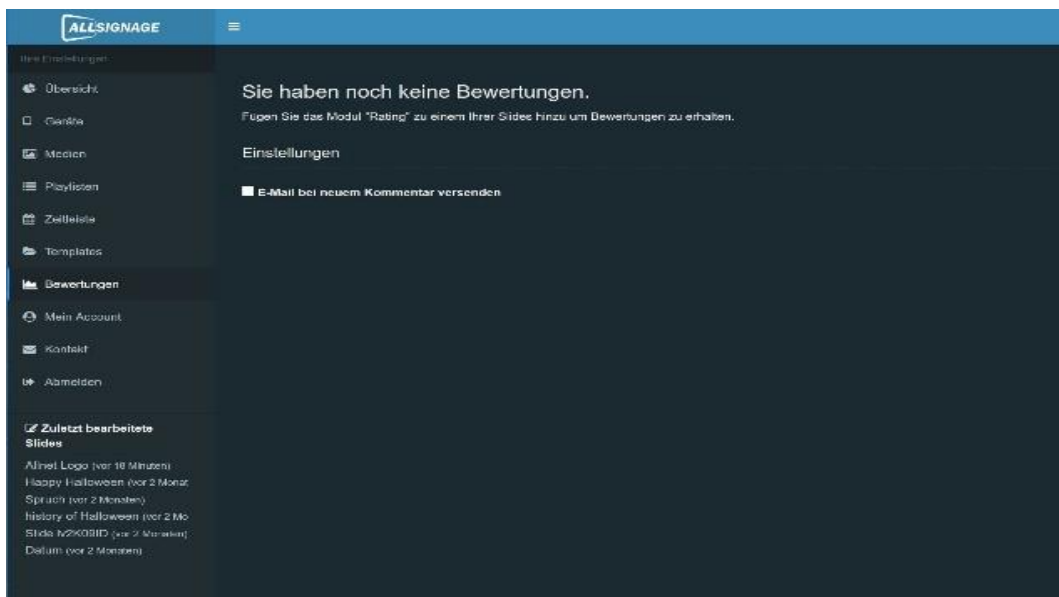 ALLSIGNAGE
Ihre Einstellungen
Übersicht
Geräte
Medien
Playlisten
Zeitleiste
Templates
Bewertungen
Mein Account
Kontakt
Abmelden
Zuletzt bearbeitete
Slides
Allnet Logo (vor 18 Minuten)
Happy Halloween (vor 2 Monat
Spruch (vor 2 Monaten)
history of Halloween (vor 2 Mo
Slide (vor 2 Monaten)
Datum (vor 2 Monaten)
Sie haben noch keine Bewertungen.
Fügen Sie das Modul "Rating" zu einem Ihrer Slides hinzu um Bewertungen zu erhalten.
Einstellungen
E-Mail bei neuem Kommentar versenden